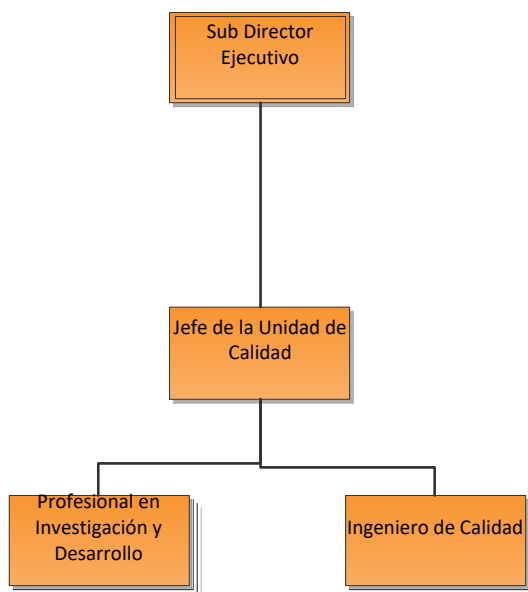 Sub Director
Ejecutivo
Jefe de la Unidad de
Calidad
Profesional en
Investigación y
Desarrollo
Ingeniero de Calidad